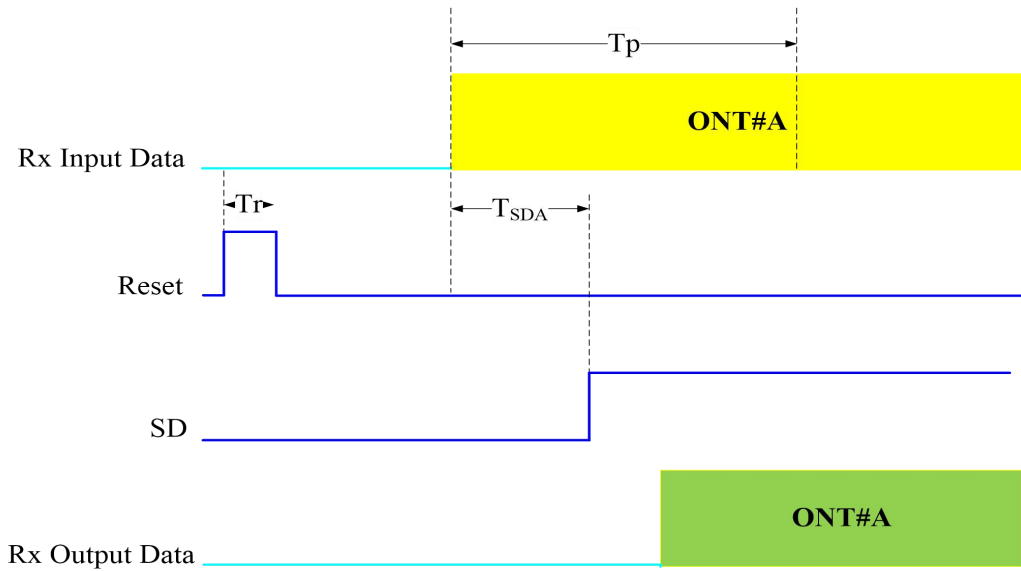 Tp
ONT#A
Rx Input Data
Tr
TSDA
Reset
SD
ONT#A
Rx Output Data